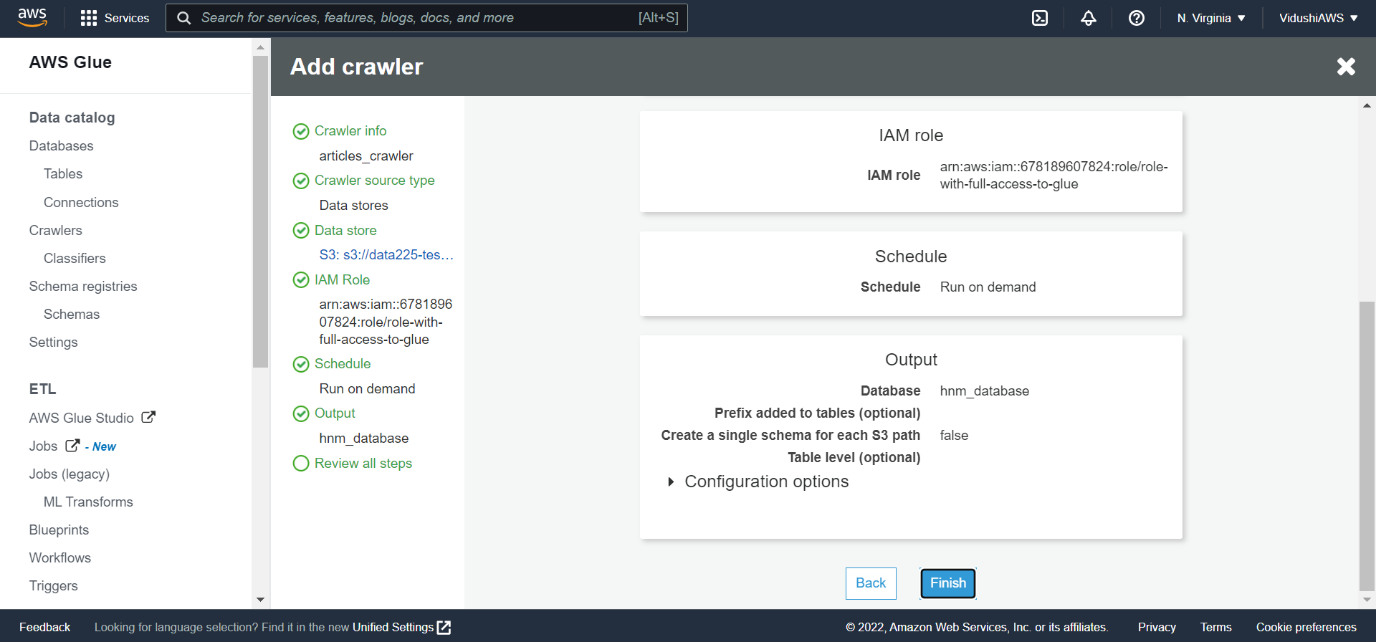 aws
Services
Search for services, features, blogs, docs, and more
[Alt+S]
N. Virginia
VidushiAWS
AWS Glue
Data catalog
Databases
Tables
Connections
Crawlers
Classifiers
Schema registries
Schemas
Settings
ETL
AWS Glue Studio
Jobs - New
Jobs (legacy)
ML Transforms
Blueprints
Workflows
Triggers
Add crawler
Crawler info
articles_crawler
Crawler source type
Data stores
Data store
S3: s3://data225-tes…
IAM Role
arn:aws:iam::6781896
07824:role/role-with-
full-access-to-glue
Schedule
Run on demand
Output
hnm_database
Review all steps
IAM role
IAM role arn:aws:iam::678189607824:role/role-
with-full-access-to-glue
Schedule
Schedule Run on demand
Output
Database hnm_database
Prefix added to tables (optional)
Create a single schema for each S3 path false
Table level (optional)
Configuration options
Back Finish
Feedback Looking for language selection? Find it in the new Unified Settings © 2022, Amazon Web Services, Inc. or its affiliates. Privacy Terms Cookie preferences